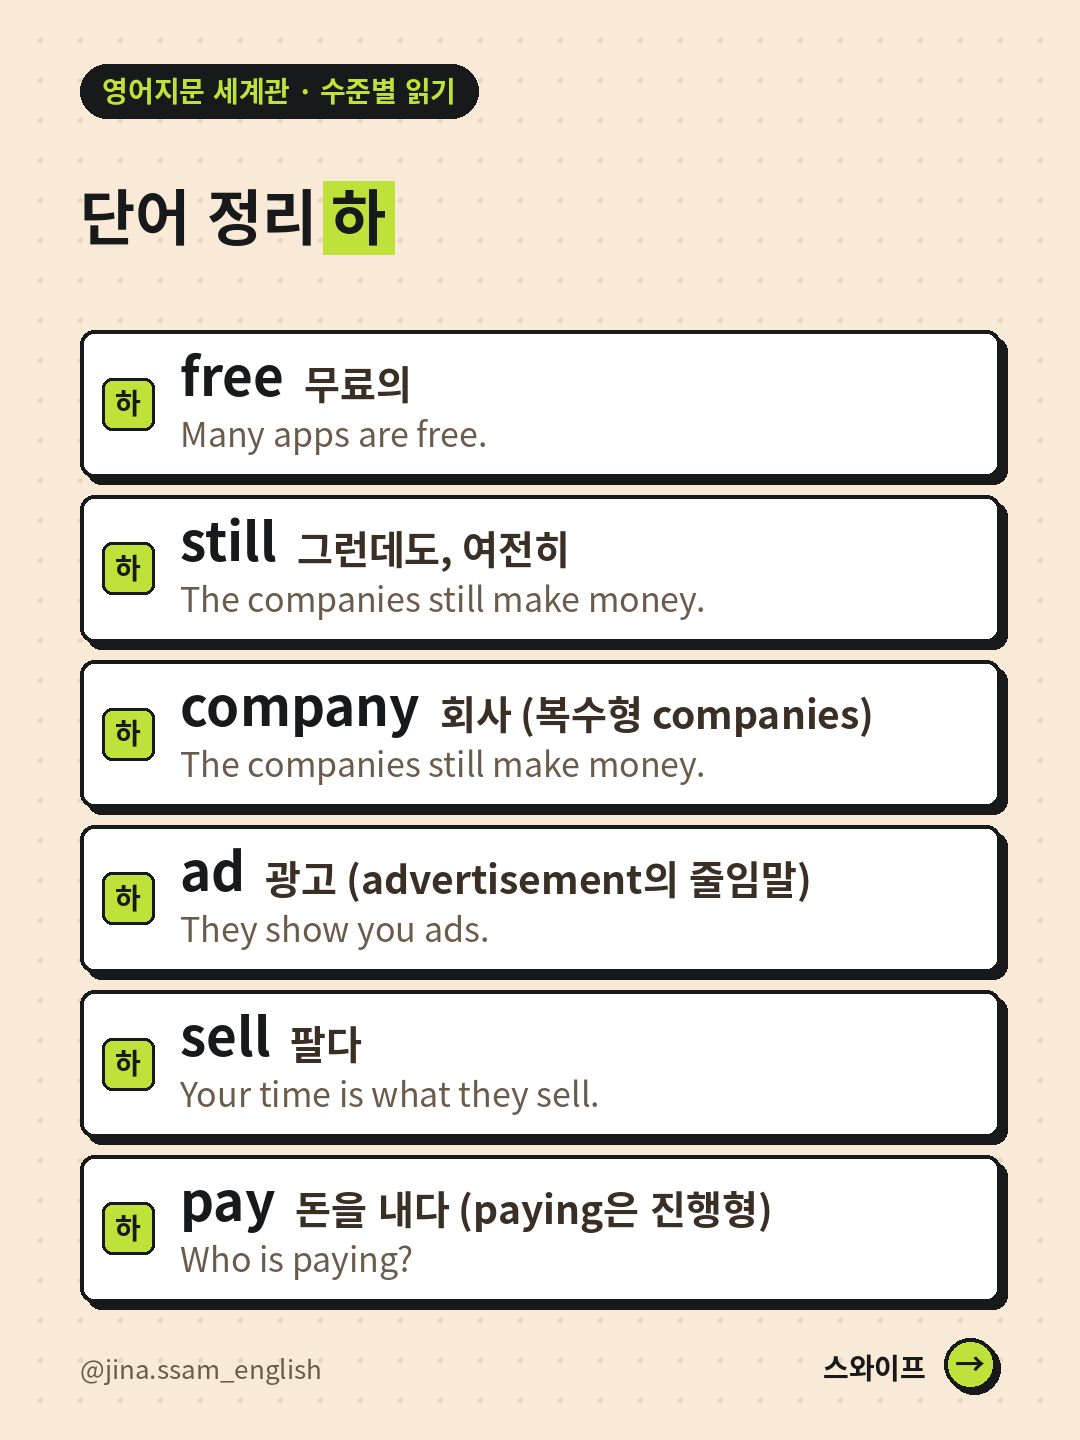 영어지문 세계관 · 수준별 읽기
단어 정리 하
하
free 무료의
Many apps are free.
하
still 그런데도, 여전히
The companies still make money.
하
company 회사 (복수형 companies)
The companies still make money.
하
ad 광고 (advertisement의 줄임말)
They show you ads.
하
sell 팔다
Your time is what they sell.
하
pay 돈을 내다 (paying은 진행형)
Who is paying?
@jina.ssam_english
스와이프 →